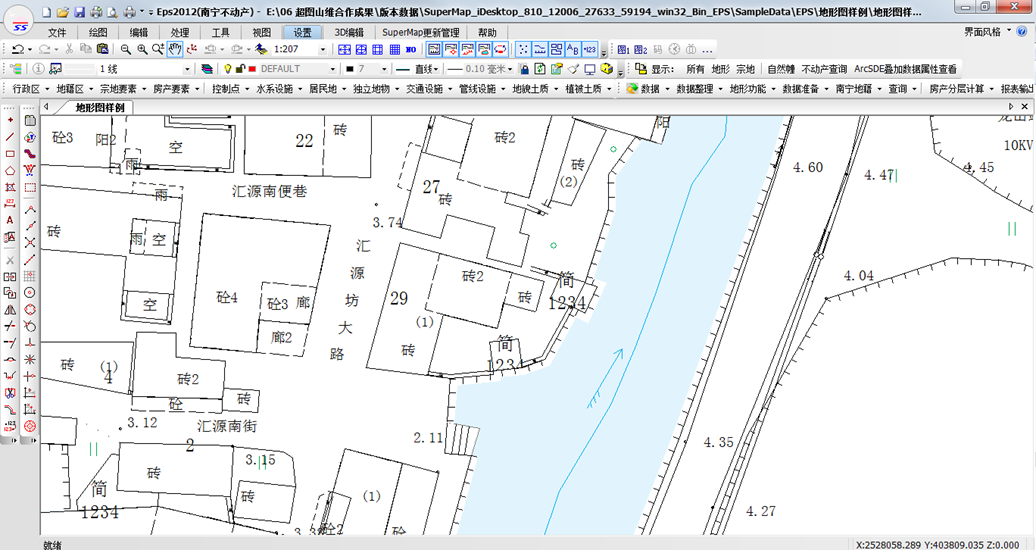 Eps2012(南宁不动产) - E:\06 超图山维合作成果\版本数据\SuperMap_iDesktop_810_12006_27633_59194_win32_Bin_EPS\SampleData\EPS\地形图样例\地形图样...
文件 绘图 编辑 处理 工具 视图 设置 3D编辑 SuperMap更新管理 帮助 界面风格
1:207 NO 图1 图2 码
1 线 DEFAULT 7 直线 0.10 毫米 显示: 所有 地形 宗地 自然幢 不动产查询 ArcSDE叠加数据属性查看
行政区 地籍区 宗地要素 房产要素 控制点 水系设施 居民地 独立地物 交通设施 管线设施 地貌土质 植被土质 数据 数据整理 地形功能 数据准备 南宁地籍 查询 房产分层计算 报表输出
地形图样例
砼3 阳2 空 22 砖 砖2 阳 龙山
10KV
雨 汇源南便巷 27 砖 砖 (2) 4.60 4.47 4.45
雨 3.74
砖 雨 空 汇源坊大路 砖2 简 4.04
空 砼4 砼3 廊 29 砖 1234
廊2 (1) 砖 简
1234
砖 (1) 4 砖2 砖
砼
3.12 汇源南街 2.11 4.35
2 3.15
砖 砖 (1)
简
1234 4.27
砼2 砼
就绪 X:2528058.289 Y:403809.035 Z:0.000